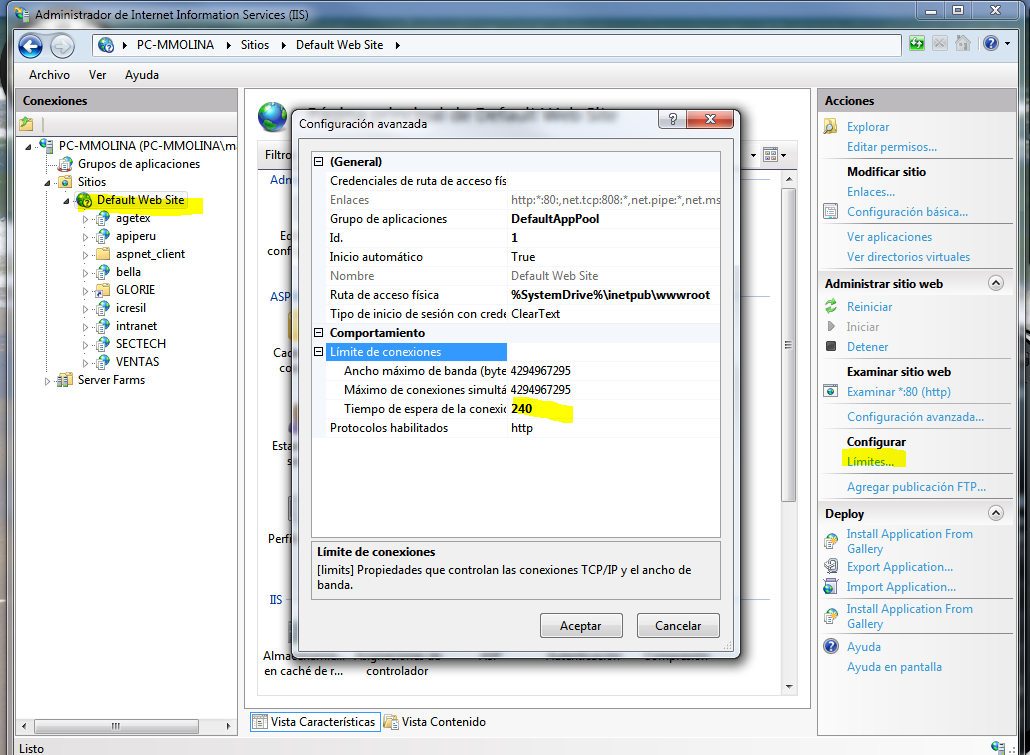 Administrador de Internet Information Services (IIS)
PC-MMOLINA
Sitios
Default Web Site
Archivo Ver Ayuda
Conexiones
PC-MMOLINA (PC-MMOLINA\m
Grupos de aplicaciones
Sitios
Default Web Site
agetex
apiperu
aspnet_client
bella
GLORIE
icresil
intranet
SECTECH
VENTAS
Server Farms
Default Web Site
Filtro
Configuración avanzada
(General)
Credenciales de ruta de acceso fís
Enlaces http:*:80:,net.tcp:808:*,net.pipe:*,net.ms
Grupo de aplicaciones DefaultAppPool
Id. 1
Inicio automático True
Nombre Default Web Site
Ruta de acceso física %SystemDrive%\inetpub\wwwroot
Tipo de inicio de sesión con crede ClearText
Comportamiento
Límite de conexiones
Ancho máximo de banda (byte 4294967295
Máximo de conexiones simultá 4294967295
Tiempo de espera de la conexió 240
Protocolos habilitados http
Límite de conexiones
[limits] Propiedades que controlan las conexiones TCP/IP y el ancho de
banda.
Aceptar Cancelar
ASP
IIS
en caché de r... controlador
Vista Características Vista Contenido
Acciones
Explorar
Editar permisos...
Modificar sitio
Enlaces...
Configuración básica...
Ver aplicaciones
Ver directorios virtuales
Administrar sitio web
Reiniciar
Iniciar
Detener
Examinar sitio web
Examinar *:80 (http)
Configuración avanzada...
Configurar
Límites...
Agregar publicación FTP...
Deploy
Install Application From
Gallery
Export Application...
Import Application...
Install Application From
Gallery
Ayuda
Ayuda en pantalla
Listo